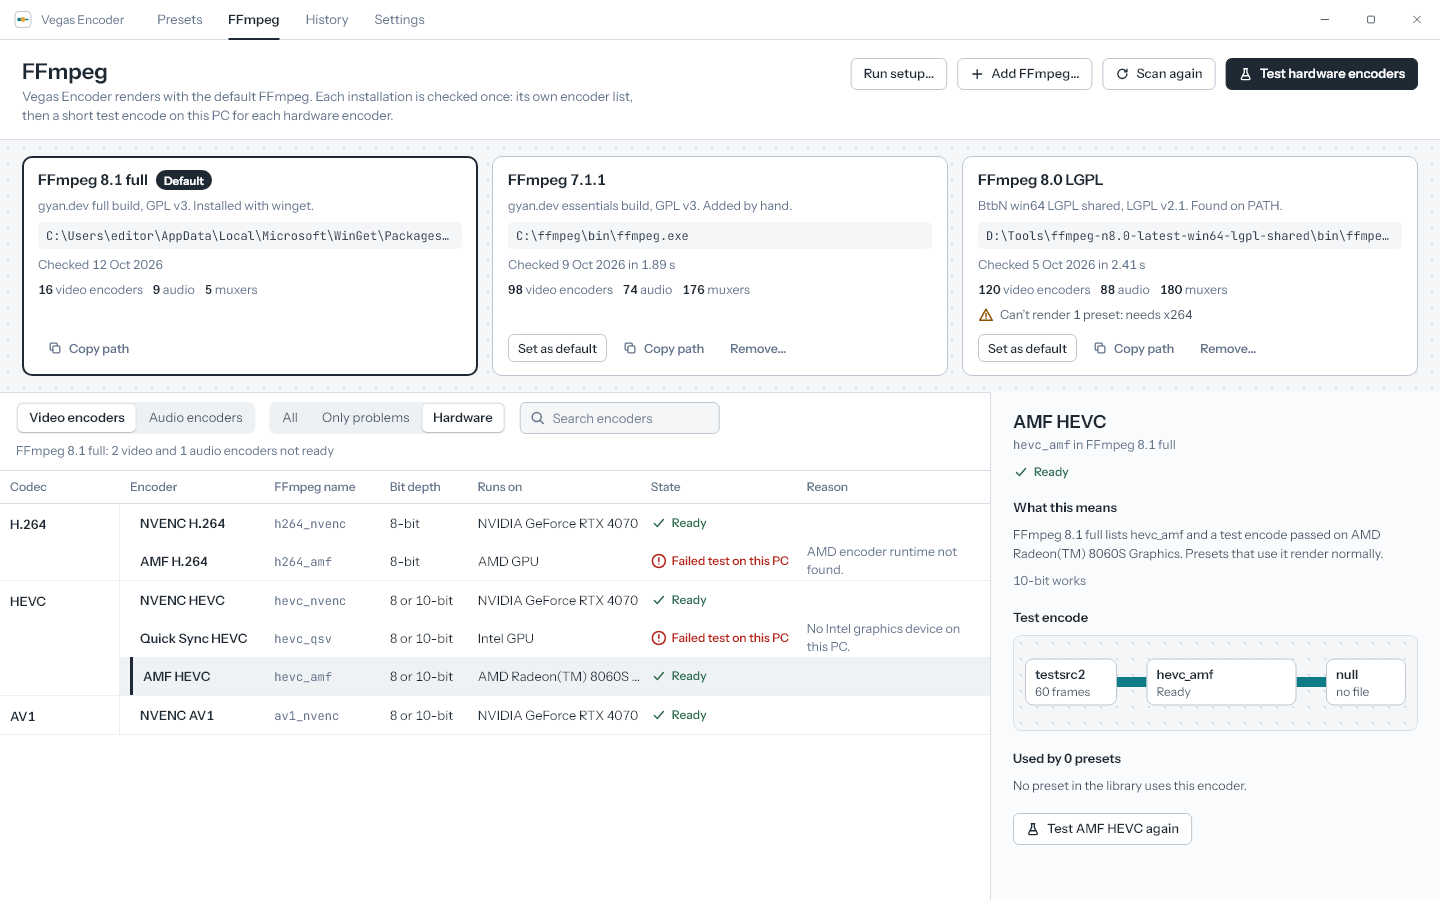 Vegas Encoder Presets FFmpeg History Settings
FFmpeg
Vegas Encoder renders with the default FFmpeg. Each installation is checked once: its own encoder list,
then a short test encode on this PC for each hardware encoder.
Run setup... Add FFmpeg... Scan again Test hardware encoders
FFmpeg 8.1 full Default
gyan.dev full build, GPL v3. Installed with winget.
C:\Users\editor\AppData\Local\Microsoft\WinGet\Packages…
Checked 12 Oct 2026
16 video encoders 9 audio 5 muxers
Copy path
FFmpeg 7.1.1
gyan.dev essentials build, GPL v3. Added by hand.
C:\ffmpeg\bin\ffmpeg.exe
Checked 9 Oct 2026 in 1.89 s
98 video encoders 74 audio 176 muxers
Set as default Copy path Remove...
FFmpeg 8.0 LGPL
BtbN win64 LGPL shared, LGPL v2.1. Found on PATH.
D:\Tools\ffmpeg-n8.0-latest-win64-lgpl-shared\bin\ffmpe…
Checked 5 Oct 2026 in 2.41 s
120 video encoders 88 audio 180 muxers
Can't render 1 preset: needs x264
Set as default Copy path Remove...
Video encoders Audio encoders All Only problems Hardware Search encoders
FFmpeg 8.1 full: 2 video and 1 audio encoders not ready
Codec Encoder FFmpeg name Bit depth Runs on State Reason
H.264 NVENC H.264 h264_nvenc 8-bit NVIDIA GeForce RTX 4070 Ready
AMF H.264 h264_amf 8-bit AMD GPU Failed test on this PC AMD encoder runtime not
found.
HEVC NVENC HEVC hevc_nvenc 8 or 10-bit NVIDIA GeForce RTX 4070 Ready
Quick Sync HEVC hevc_qsv 8 or 10-bit Intel GPU Failed test on this PC No Intel graphics device on
this PC.
AMF HEVC hevc_amf 8 or 10-bit AMD Radeon(TM) 8060S … Ready
AV1 NVENC AV1 av1_nvenc 8 or 10-bit NVIDIA GeForce RTX 4070 Ready
AMF HEVC
hevc_amf in FFmpeg 8.1 full
Ready
What this means
FFmpeg 8.1 full lists hevc_amf and a test encode passed on AMD
Radeon(TM) 8060S Graphics. Presets that use it render normally.
10-bit works
Test encode
testsrc2 hevc_amf null
60 frames Ready no file
Used by 0 presets
No preset in the library uses this encoder.
Test AMF HEVC again